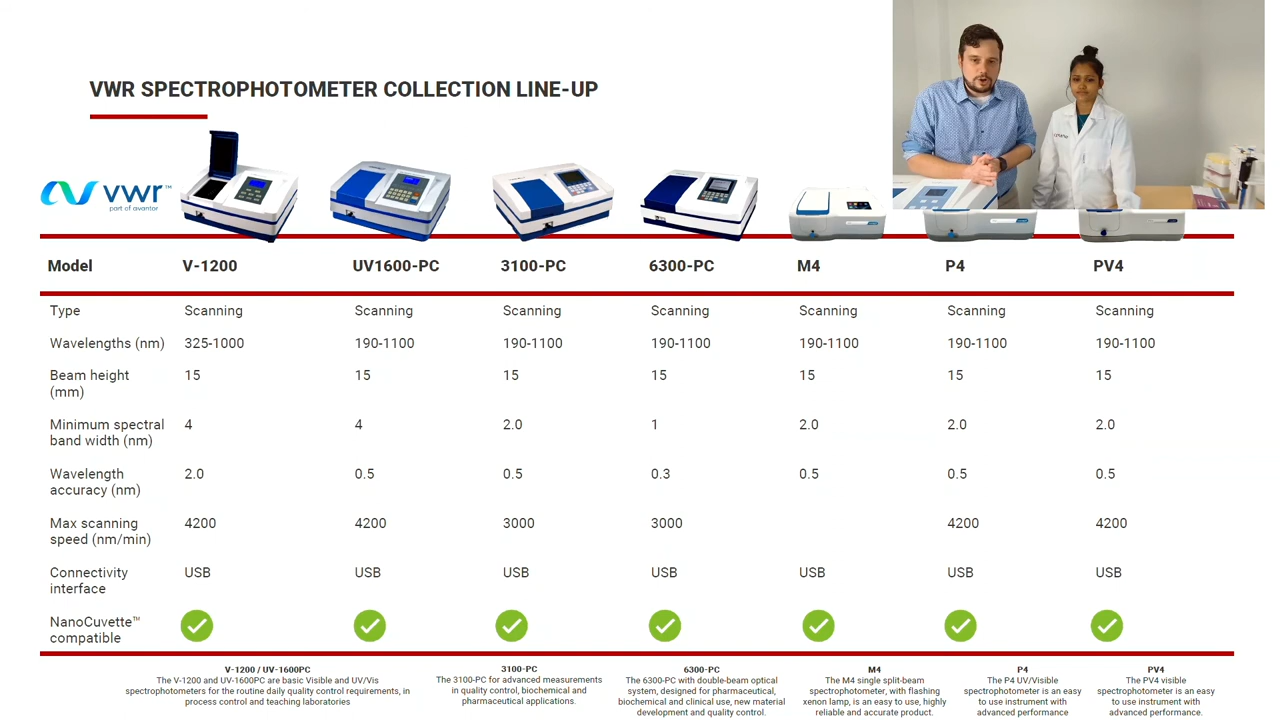 VWR SPECTROPHOTOMETER COLLECTION LINE-UP
vwr™
part of avantor
Model V-1200 UV1600-PC 3100-PC 6300-PC M4 P4 PV4
Type Scanning Scanning Scanning Scanning Scanning Scanning Scanning
Wavelengths (nm) 325-1000 190-1100 190-1100 190-1100 190-1100 190-1100 190-1100
Beam height 15 15 15 15 15 15 15
(mm)
Minimum spectral 4 4 2.0 1 2.0 2.0 2.0
band width (nm)
Wavelength 2.0 0.5 0.5 0.3 0.5 0.5 0.5
accuracy (nm)
Max scanning 4200 4200 3000 3000 4200 4200
speed (nm/min)
Connectivity USB USB USB USB USB USB USB
interface
NanoCuvette™
compatible
V-1200 / UV-1600PC
The V-1200 and UV-1600PC are basic Visible and UV/Vis
spectrophotometers for the routine daily quality control requirements, in
process control and teaching laboratories
3100-PC
The 3100-PC for advanced measurements
in quality control, biochemical and
pharmaceutical applications.
6300-PC
The 6300-PC with double-beam optical
system, designed for pharmaceutical,
biochemical and clinical use, new material
development and quality control.
M4
The M4 single split-beam
spectrophotometer, with flashing
xenon lamp, is an easy to use, highly
reliable and accurate product.
P4
The P4 UV/Visible
spectrophotometer is an easy
to use instrument with
advanced performance
PV4
The PV4 visible
spectrophotometer is an easy
to use instrument with
advanced performance.